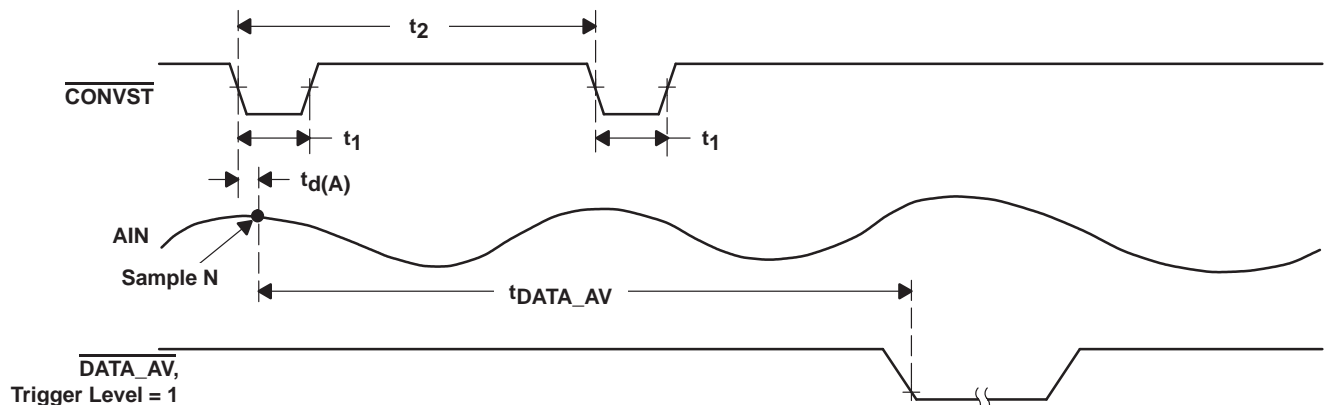 t2
CONVST
t1
t1
td(A)
AIN
Sample N
tDATA_AV
DATA_AV,
Trigger Level = 1